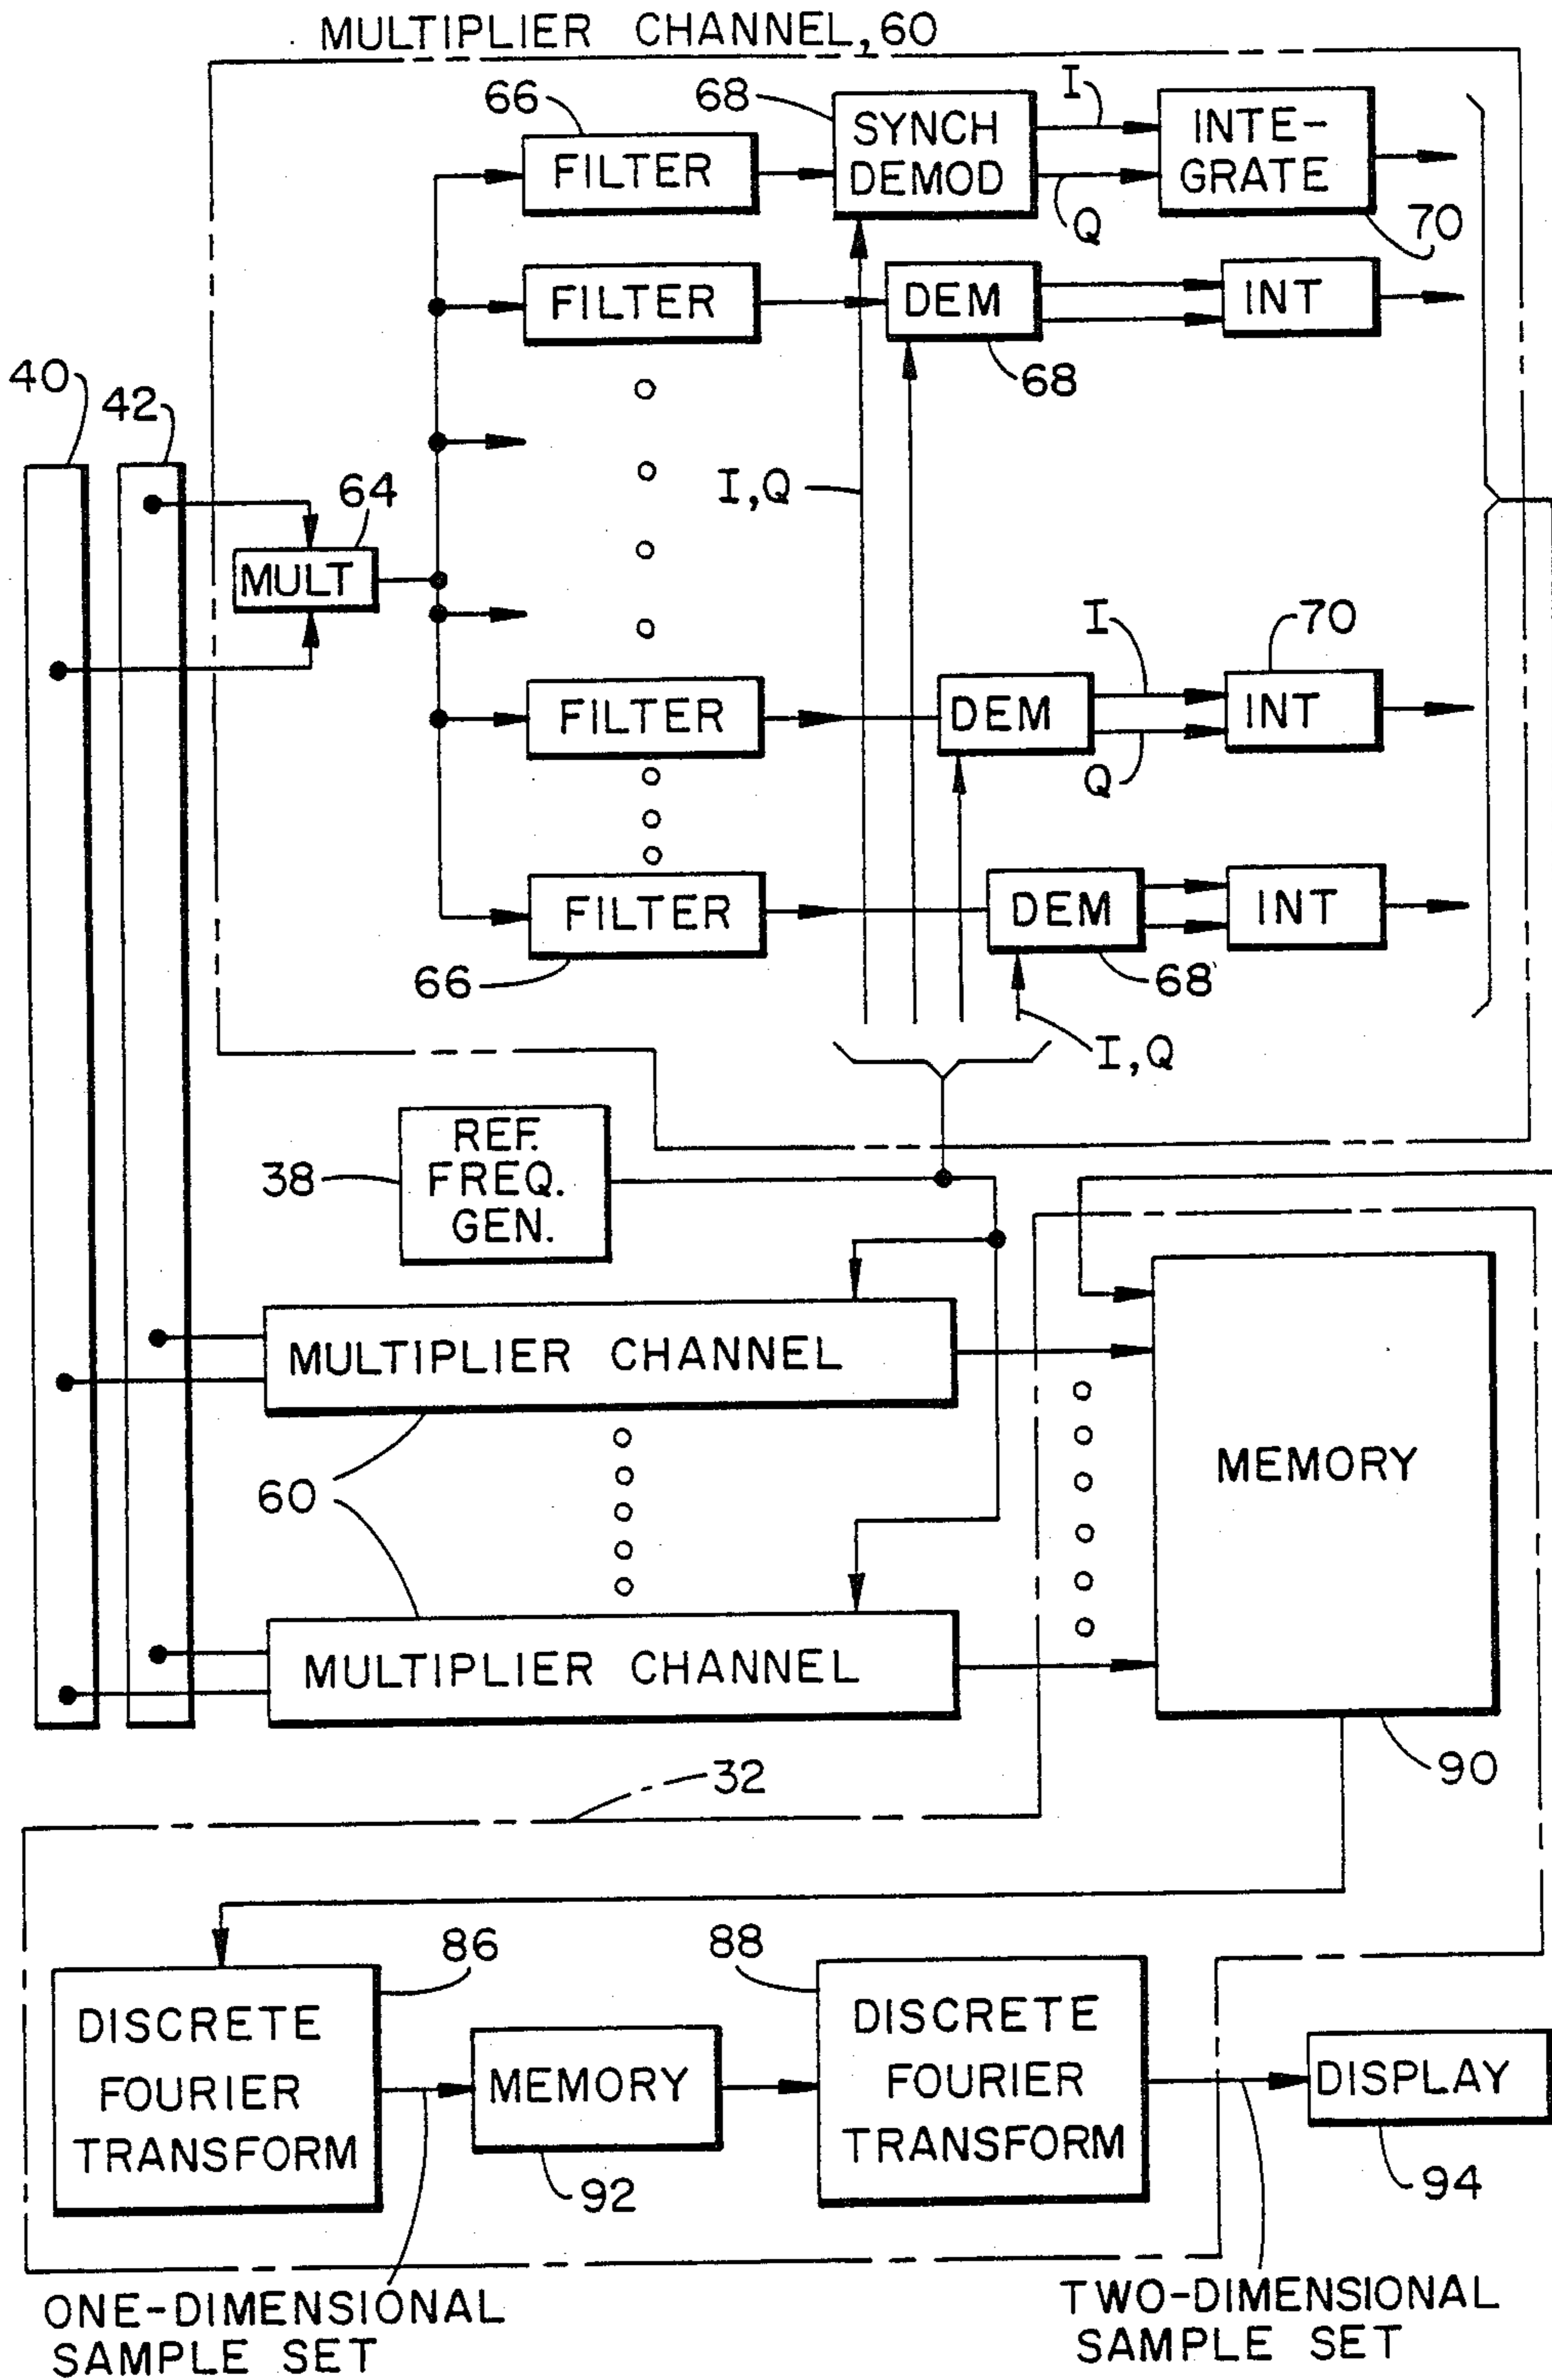 MULTIPLIER CHANNEL, 60
66
68
I
FILTER
SYNCH
DEMOD
INTE-
GRATE
Q
70
FILTER
DEM
INT
68
40
42
64
I,Q
MULT
I
70
FILTER
DEM
INT
Q
FILTER
DEM
INT
66
68
I,Q
38
REF.
FREQ.
GEN.
MULTIPLIER CHANNEL
MEMORY
60
MULTIPLIER CHANNEL
90
32
86
88
DISCRETE
FOURIER
TRANSFORM
MEMORY
92
DISCRETE
FOURIER
TRANSFORM
DISPLAY
94
ONE-DIMENSIONAL
SAMPLE SET
TWO-DIMENSIONAL
SAMPLE SET